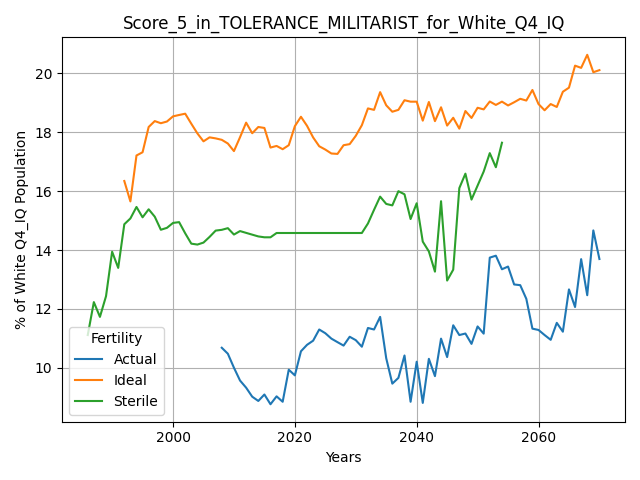 Score_5_in_TOLERANCE_MILITARIST_for_White_Q4_IQ
% of White Q4_IQ Population
20
18
16
14
12
10
Fertility
Actual
Ideal
Sterile
2000
2020
2040
2060
Years